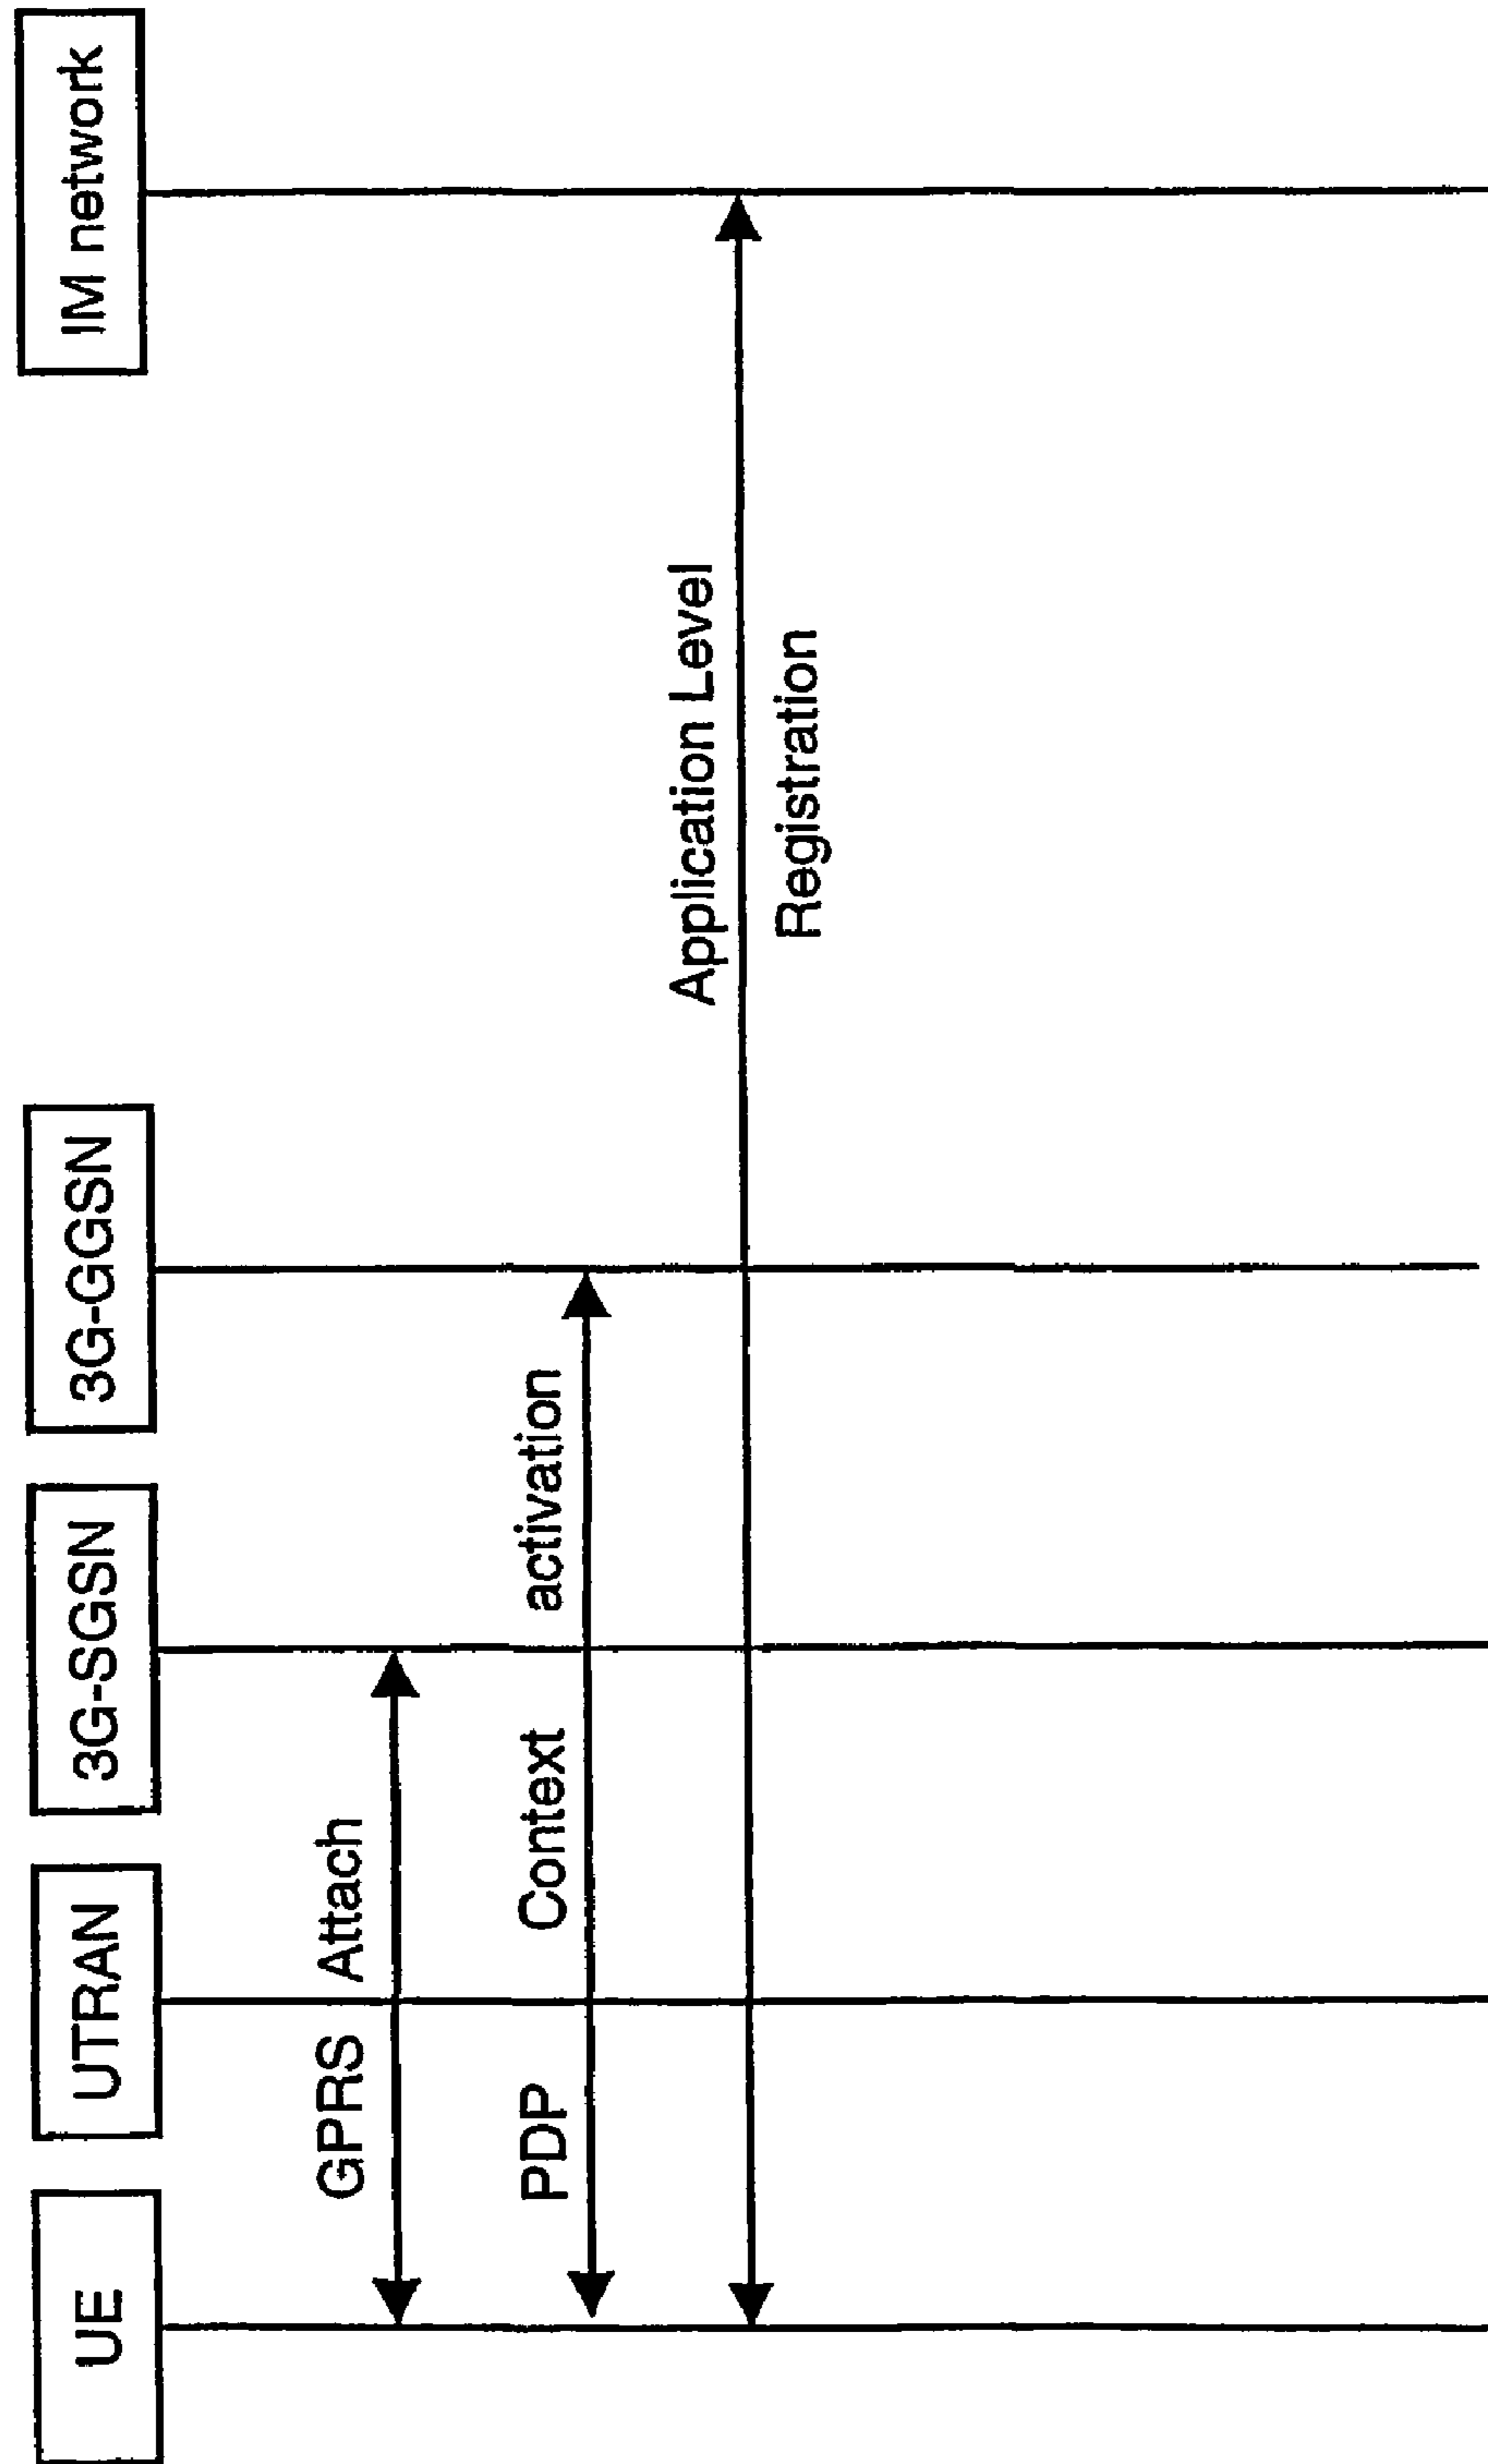 UE
UTRAN
3G-SGSN
3G-GGSN
IM network
GPRS Attach
PDP Context activation
Application Level
Registration